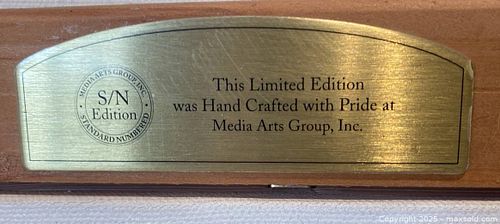 MEDIA ARTS GROUP, INC.
S/N
Edition
STANDARD NUMBERED
This Limited Edition
was Hand Crafted with Pride at
Media Arts Group, Inc.
Copyright 2025 - maxsold.com